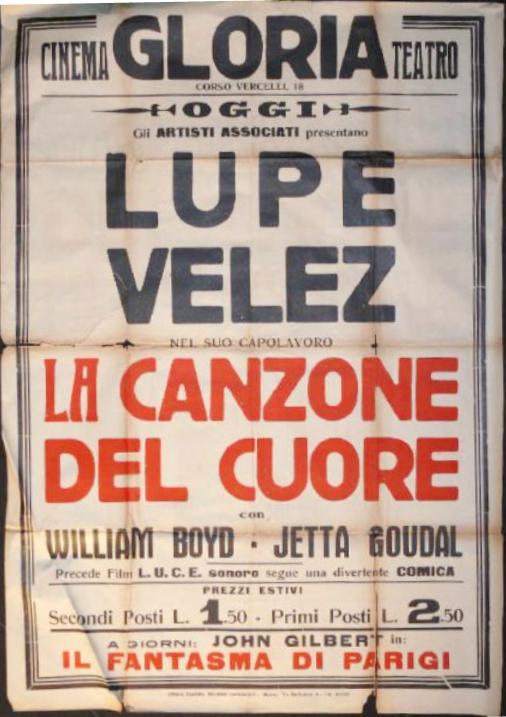 CINEMA GLORIA TEATRO
CORSO VERCELLI, 18
OGGI
Gli ARTISTI ASSOCIATI presentano
LUPE
VELEZ
NEL SUO CAPOLAVORO
LA CANZONE
DEL CUORE
con
WILLIAM BOYD - JETTA GOUDAL
Precede Film L.U.C.E. sonoro segue una divertente COMICA
PREZZI ESTIVI
Secondi Posti L. 1.50 - Primi Posti L. 2.50
A GIORNI: JOHN GILBERT in:
IL FANTASMA DI PARIGI